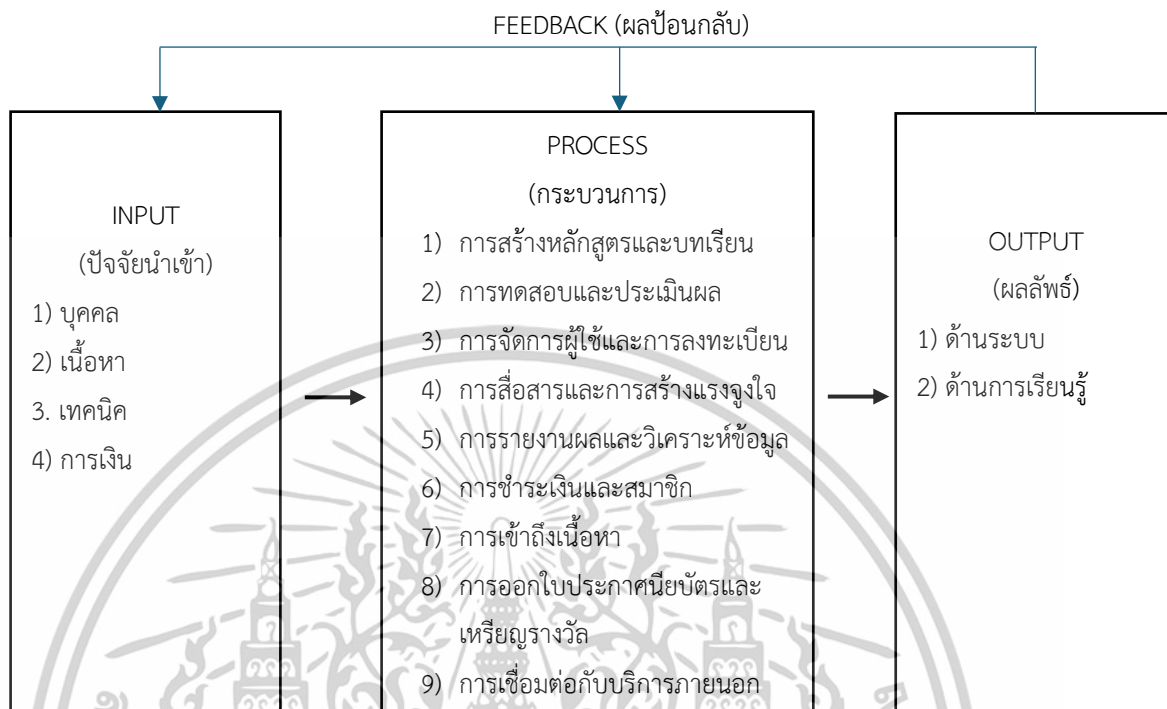 FEEDBACK (ผลป้อนกลับ)
INPUT
(ปัจจัยนำเข้า)
1) บุคคล
2) เนื้อหา
3. เทคนิค
4) การเงิน
PROCESS
(กระบวนการ)
1) การสร้างหลักสูตรและบทเรียน
2) การทดสอบและประเมินผล
3) การจัดการผู้ใช้และการลงทะเบียน
4) การสื่อสารและการสร้างแรงจูงใจ
5) การรายงานผลและวิเคราะห์ข้อมูล
6) การชำระเงินและสมาชิก
7) การเข้าถึงเนื้อหา
8) การออกใบประกาศนียบัตรและ
เหรียญรางวัล
9) การเชื่อมต่อกับบริการภายนอก
OUTPUT
(ผลลัพธ์)
1) ด้านระบบ
2) ด้านการเรียนรู้